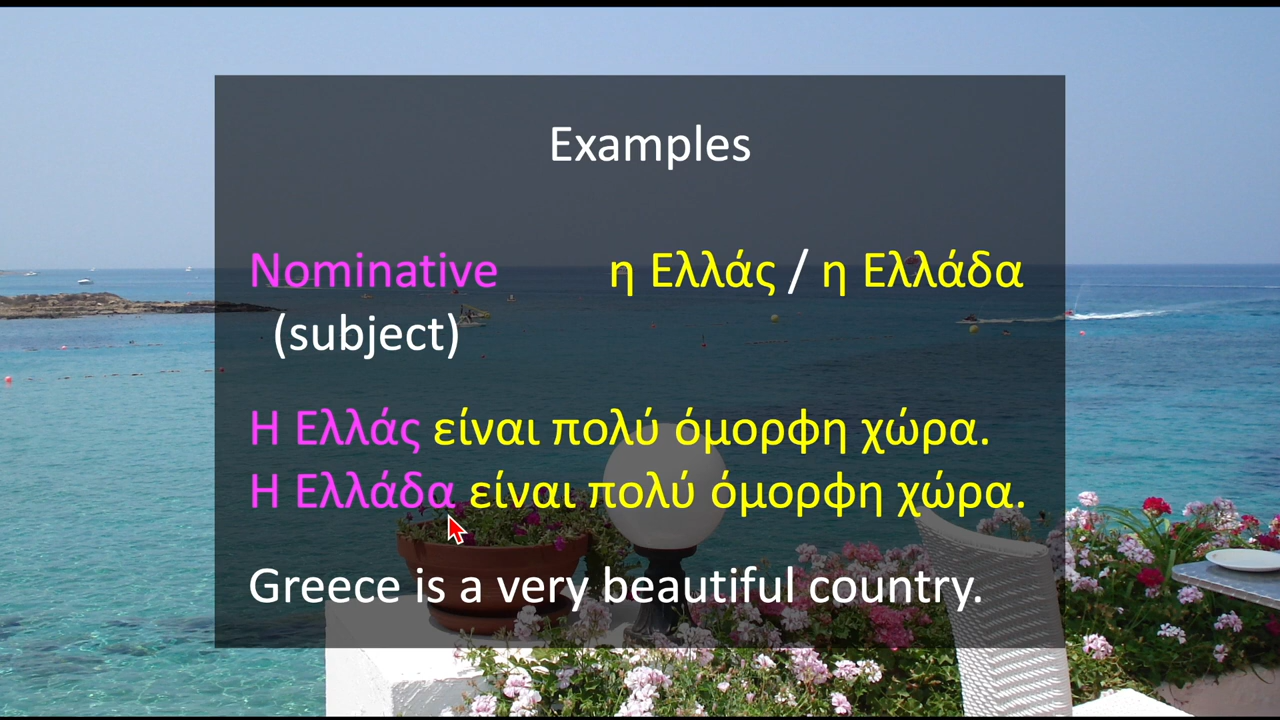 Examples
Nominative η Ελλάς / η Ελλάδα
(subject)
Η Ελλάς είναι πολύ όμορφη χώρα.
Η Ελλάδα είναι πολύ όμορφη χώρα.
Greece is a very beautiful country.